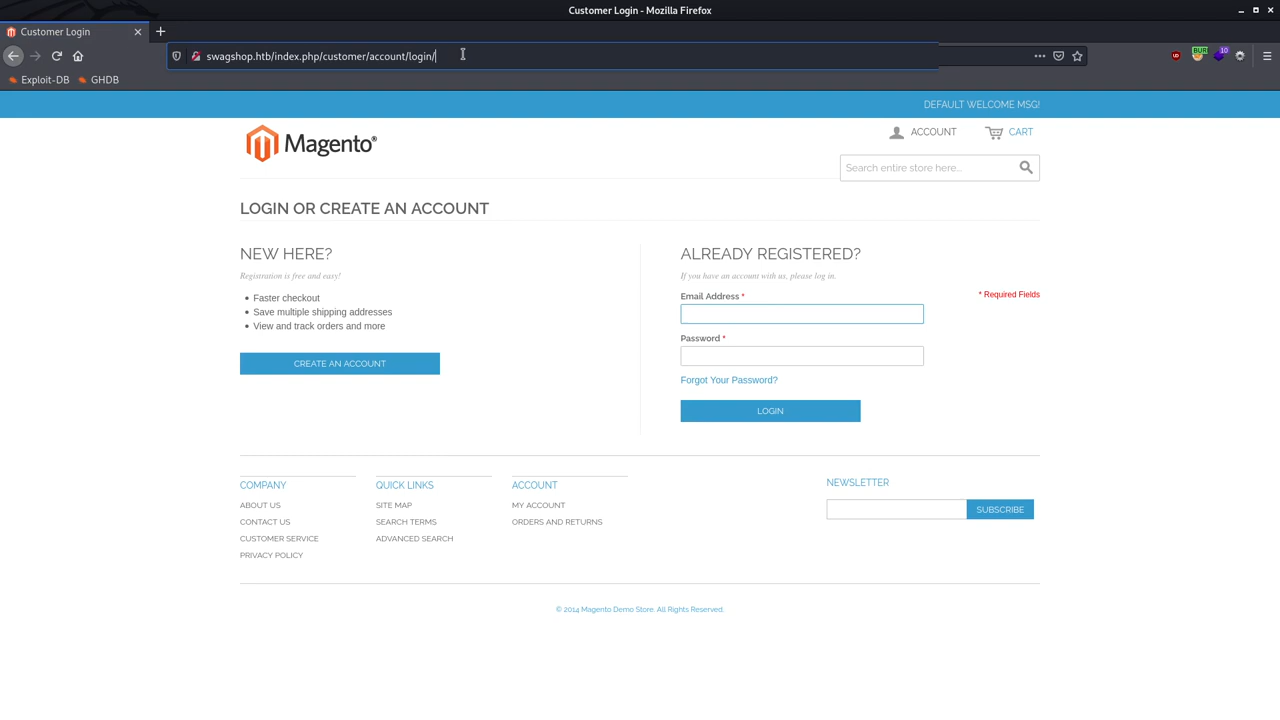 Customer Login - Mozilla Firefox
Customer Login
swagshop.htb/index.php/customer/account/login/
BUR
10
Exploit-DB GHDB
DEFAULT WELCOME MSG!
Magento®
ACCOUNT CART
Search entire store here...
LOGIN OR CREATE AN ACCOUNT
NEW HERE?
Registration is free and easy!
Faster checkout
Save multiple shipping addresses
View and track orders and more
CREATE AN ACCOUNT
ALREADY REGISTERED?
If you have an account with us, please log in.
* Required Fields
Email Address *
Password *
Forgot Your Password?
LOGIN
COMPANY
ABOUT US
CONTACT US
CUSTOMER SERVICE
PRIVACY POLICY
QUICK LINKS
SITE MAP
SEARCH TERMS
ADVANCED SEARCH
ACCOUNT
MY ACCOUNT
ORDERS AND RETURNS
NEWSLETTER
SUBSCRIBE
© 2014 Magento Demo Store. All Rights Reserved.